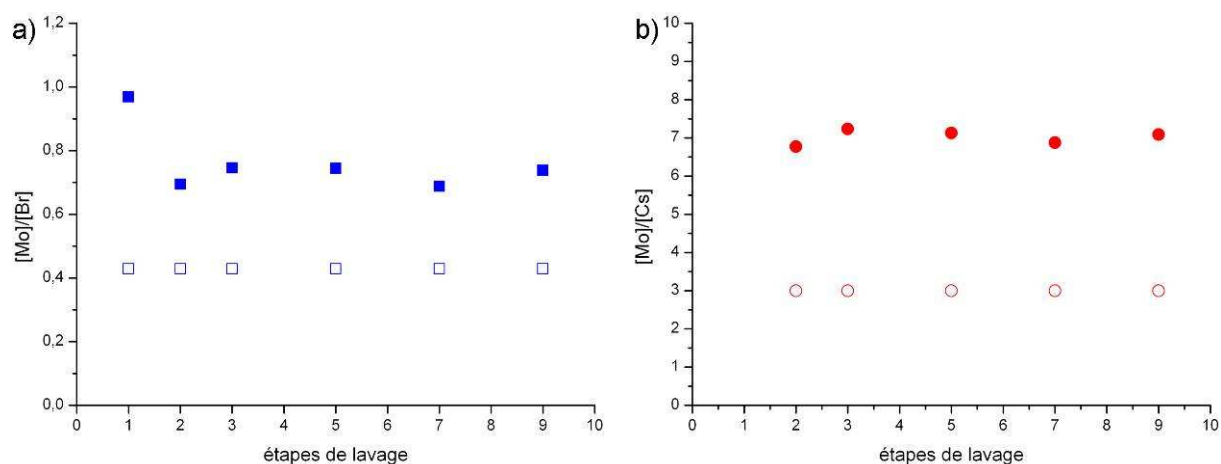 a)
1,2
1,0
0,8
0,6
0,4
0,2
0,0
[Mo]/[Br]
0 1 2 3 4 5 6 7 8 9 10
étapes de lavage
b)
10
9
8
7
6
5
4
3
2
1
0
[Mo]/[Cs]
0 1 2 3 4 5 6 7 8 9 10
étapes de lavage